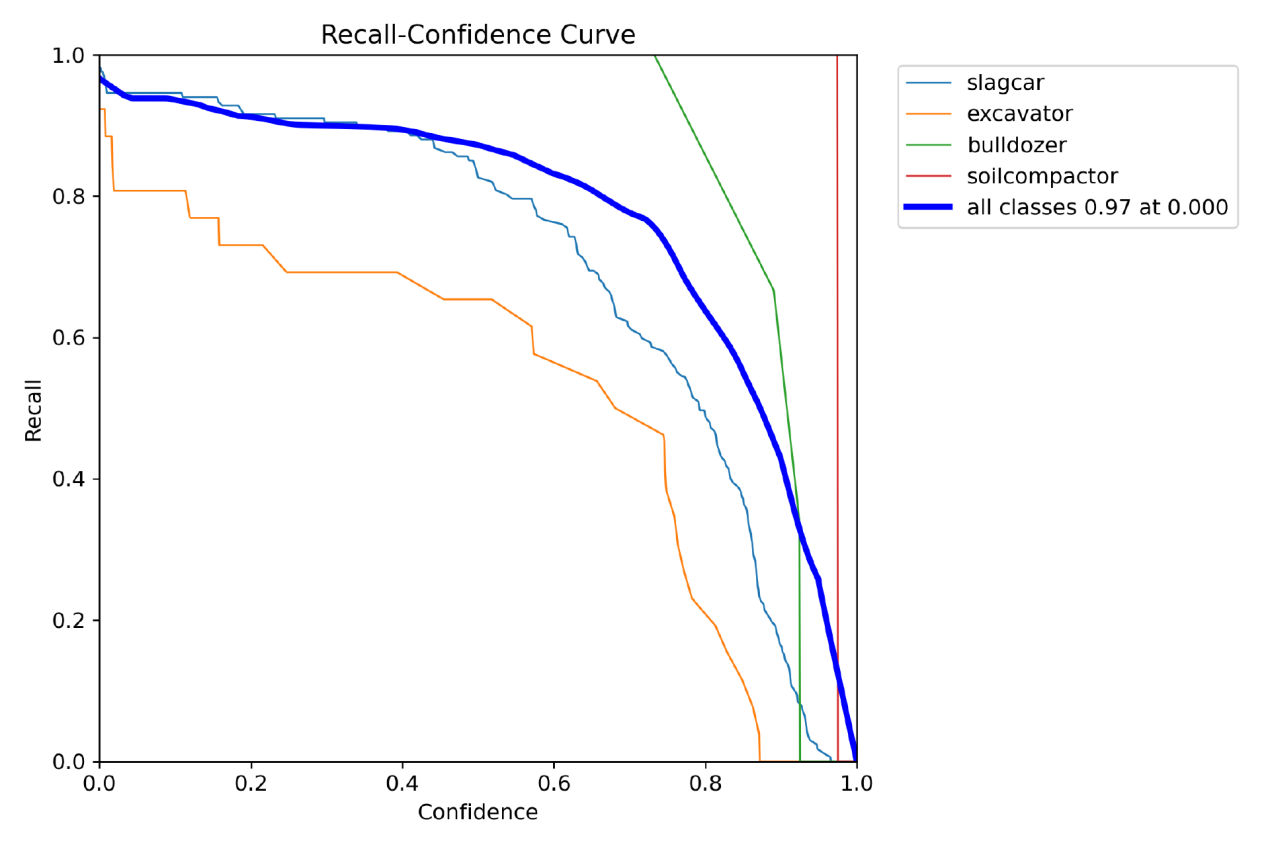 Recall-Confidence Curve
1.0
0.8
0.6
0.4
0.2
0.0
Recall
0.0 0.2 0.4 0.6 0.8 1.0
Confidence
slagcar
excavator
bulldozer
soilcompactor
all classes 0.97 at 0.000